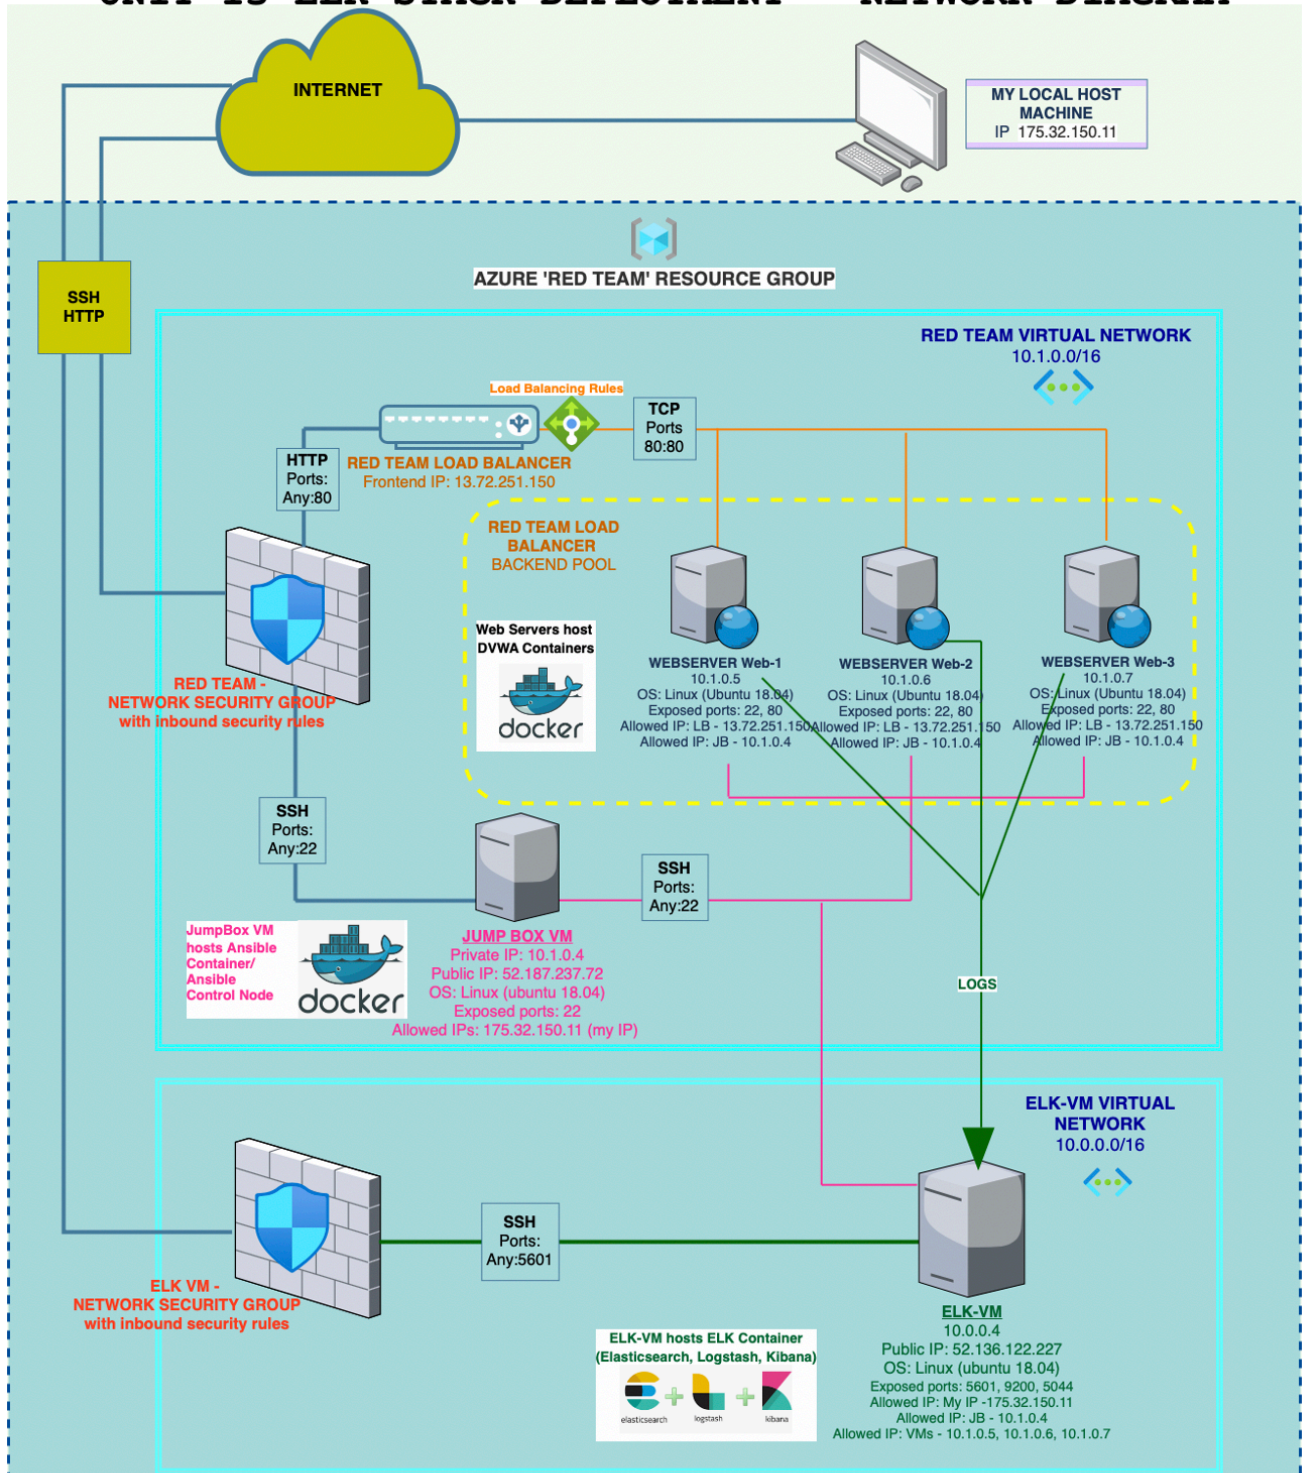 INTERNET
MY LOCAL HOST
MACHINE
IP 175.32.150.11
AZURE 'RED TEAM' RESOURCE GROUP
SSH
HTTP
RED TEAM VIRTUAL NETWORK
10.1.0.0/16
Load Balancing Rules
TCP
Ports
80:80
HTTP
Ports:
Any:80
RED TEAM LOAD BALANCER
Frontend IP: 13.72.251.150
RED TEAM LOAD
BALANCER
BACKEND POOL
Web Servers host
DVWA Containers
docker
WEBSERVER Web-1
10.1.0.5
OS: Linux (Ubuntu 18.04)
Exposed ports: 22, 80
Allowed IP: LB - 13.72.251.150
Allowed IP: JB - 10.1.0.4
WEBSERVER Web-2
10.1.0.6
OS: Linux (Ubuntu 18.04)
Exposed ports: 22, 80
Allowed IP: LB - 13.72.251.150
Allowed IP: JB - 10.1.0.4
WEBSERVER Web-3
10.1.0.7
OS: Linux (Ubuntu 18.04)
Exposed ports: 22, 80
Allowed IP: LB - 13.72.251.150
Allowed IP: JB - 10.1.0.4
RED TEAM -
NETWORK SECURITY GROUP
with inbound security rules
SSH
Ports:
Any:22
SSH
Ports:
Any:22
JumpBox VM
hosts Ansible
Container/
Ansible
Control Node
docker
JUMP BOX VM
Private IP: 10.1.0.4
Public IP: 52.187.237.72
OS: Linux (ubuntu 18.04)
Exposed ports: 22
Allowed IPs: 175.32.150.11 (my IP)
LOGS
ELK-VM VIRTUAL
NETWORK
10.0.0.0/16
SSH
Ports:
Any:5601
ELK VM -
NETWORK SECURITY GROUP
with inbound security rules
ELK-VM
10.0.0.4
Public IP: 52.136.122.227
OS: Linux (ubuntu 18.04)
Exposed ports: 5601, 9200, 5044
Allowed IP: My IP -175.32.150.11
Allowed IP: JB - 10.1.0.4
Allowed IP: VMs - 10.1.0.5, 10.1.0.6, 10.1.0.7
ELK-VM hosts ELK Container
(Elasticsearch, Logstash, Kibana)
elasticsearch
logstash
kibana